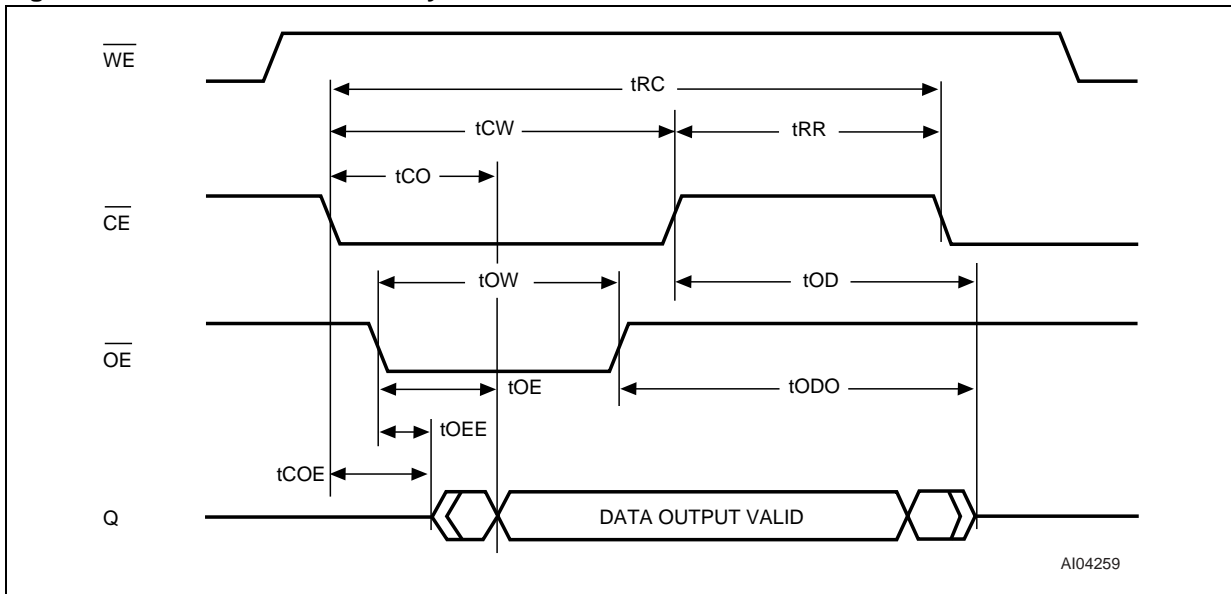 WE
tRC
tCW
tRR
tCO
CE
tOW
tOD
OE
tOE
tODO
tOEE
tCOE
Q
DATA OUTPUT VALID
AI04259